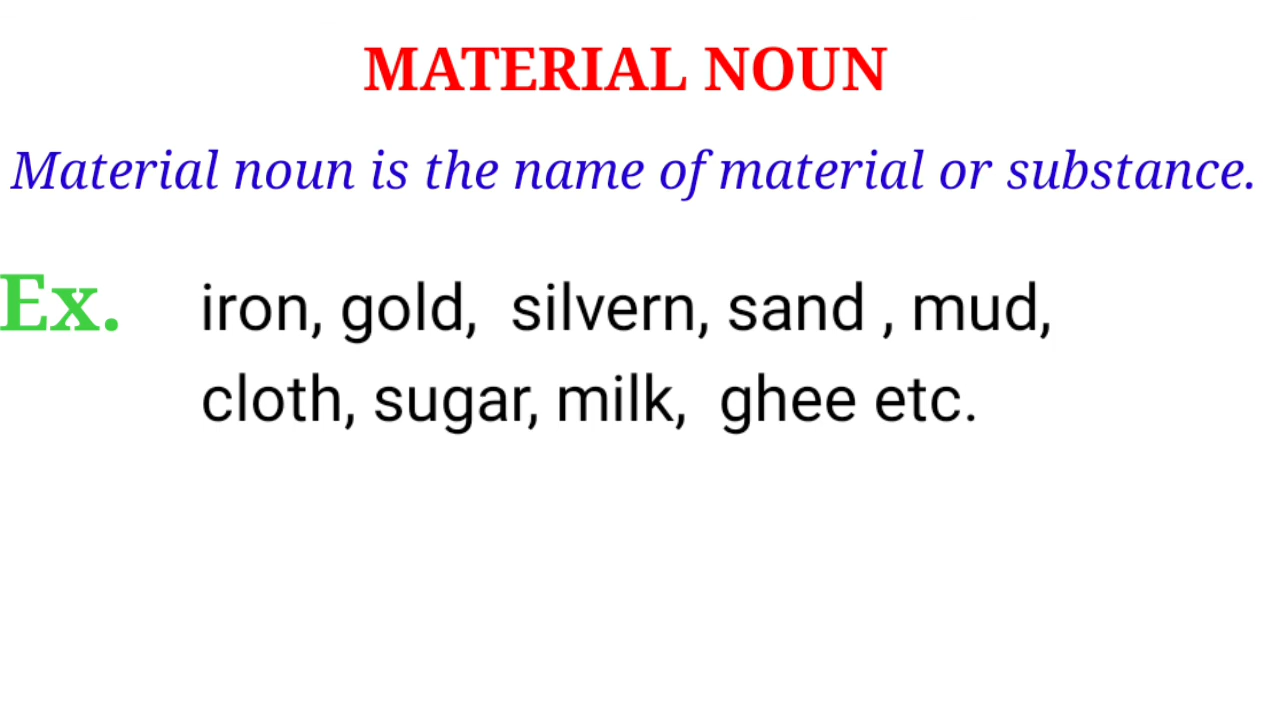 MATERIAL NOUN
Material noun is the name of material or substance.
Ex. iron, gold, silvern, sand , mud,
cloth, sugar, milk, ghee etc.